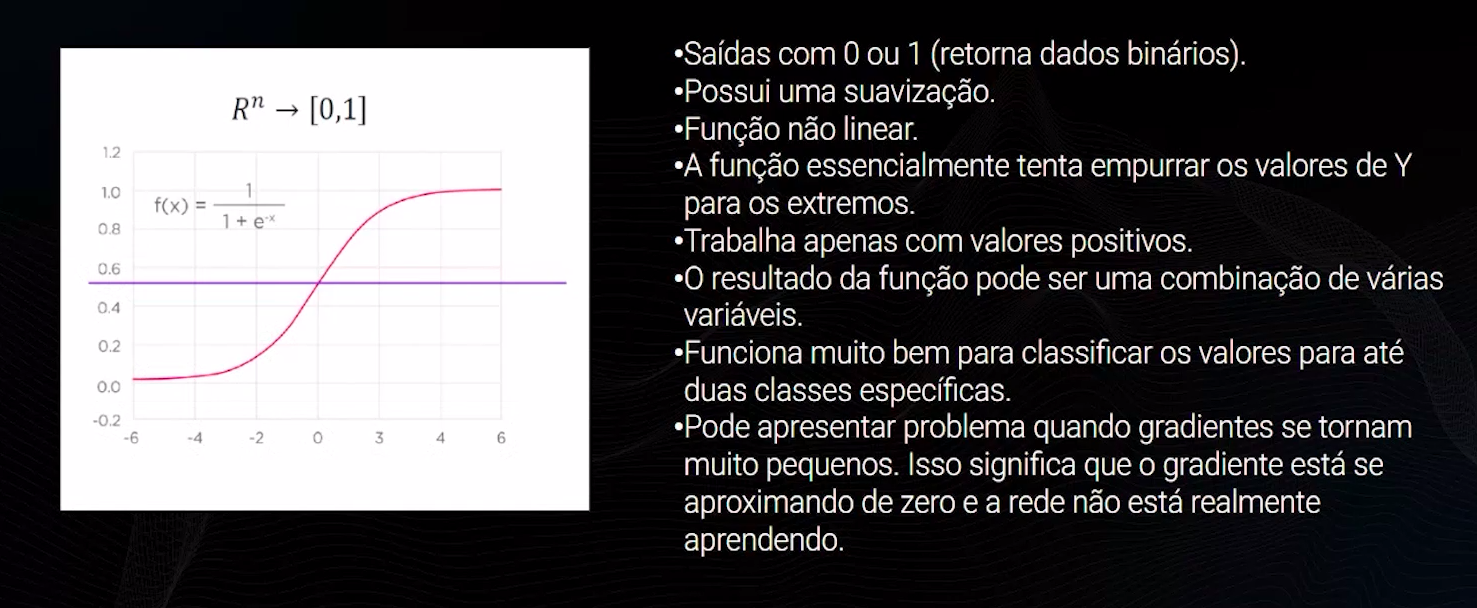 Rⁿ → [0,1]
1.2
1.0
f(x) = 1 / (1 + e⁻ˣ)
0.8
0.6
0.4
0.2
0.0
-0.2
-6 -4 -2 0 3 4 6
•Saídas com 0 ou 1 (retorna dados binários).
•Possui uma suavização.
•Função não linear.
•A função essencialmente tenta empurrar os valores de Y
para os extremos.
•Trabalha apenas com valores positivos.
•O resultado da função pode ser uma combinação de várias
variáveis.
•Funciona muito bem para classificar os valores para até
duas classes específicas.
•Pode apresentar problema quando gradientes se tornam
muito pequenos. Isso significa que o gradiente está se
aproximando de zero e a rede não está realmente
aprendendo.